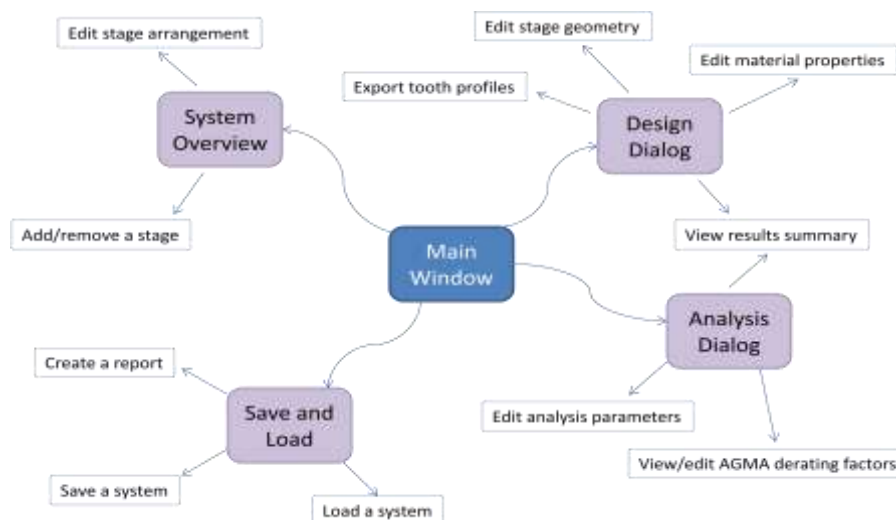 Edit stage arrangement
Edit stage geometry
Edit material properties
Export tooth profiles
System
Overview
Design
Dialog
Add/remove a stage
View results summary
Main
Window
Analysis
Dialog
Create a report
Save and
Load
Edit analysis parameters
View/edit AGMA derating factors
Save a system
Load a system